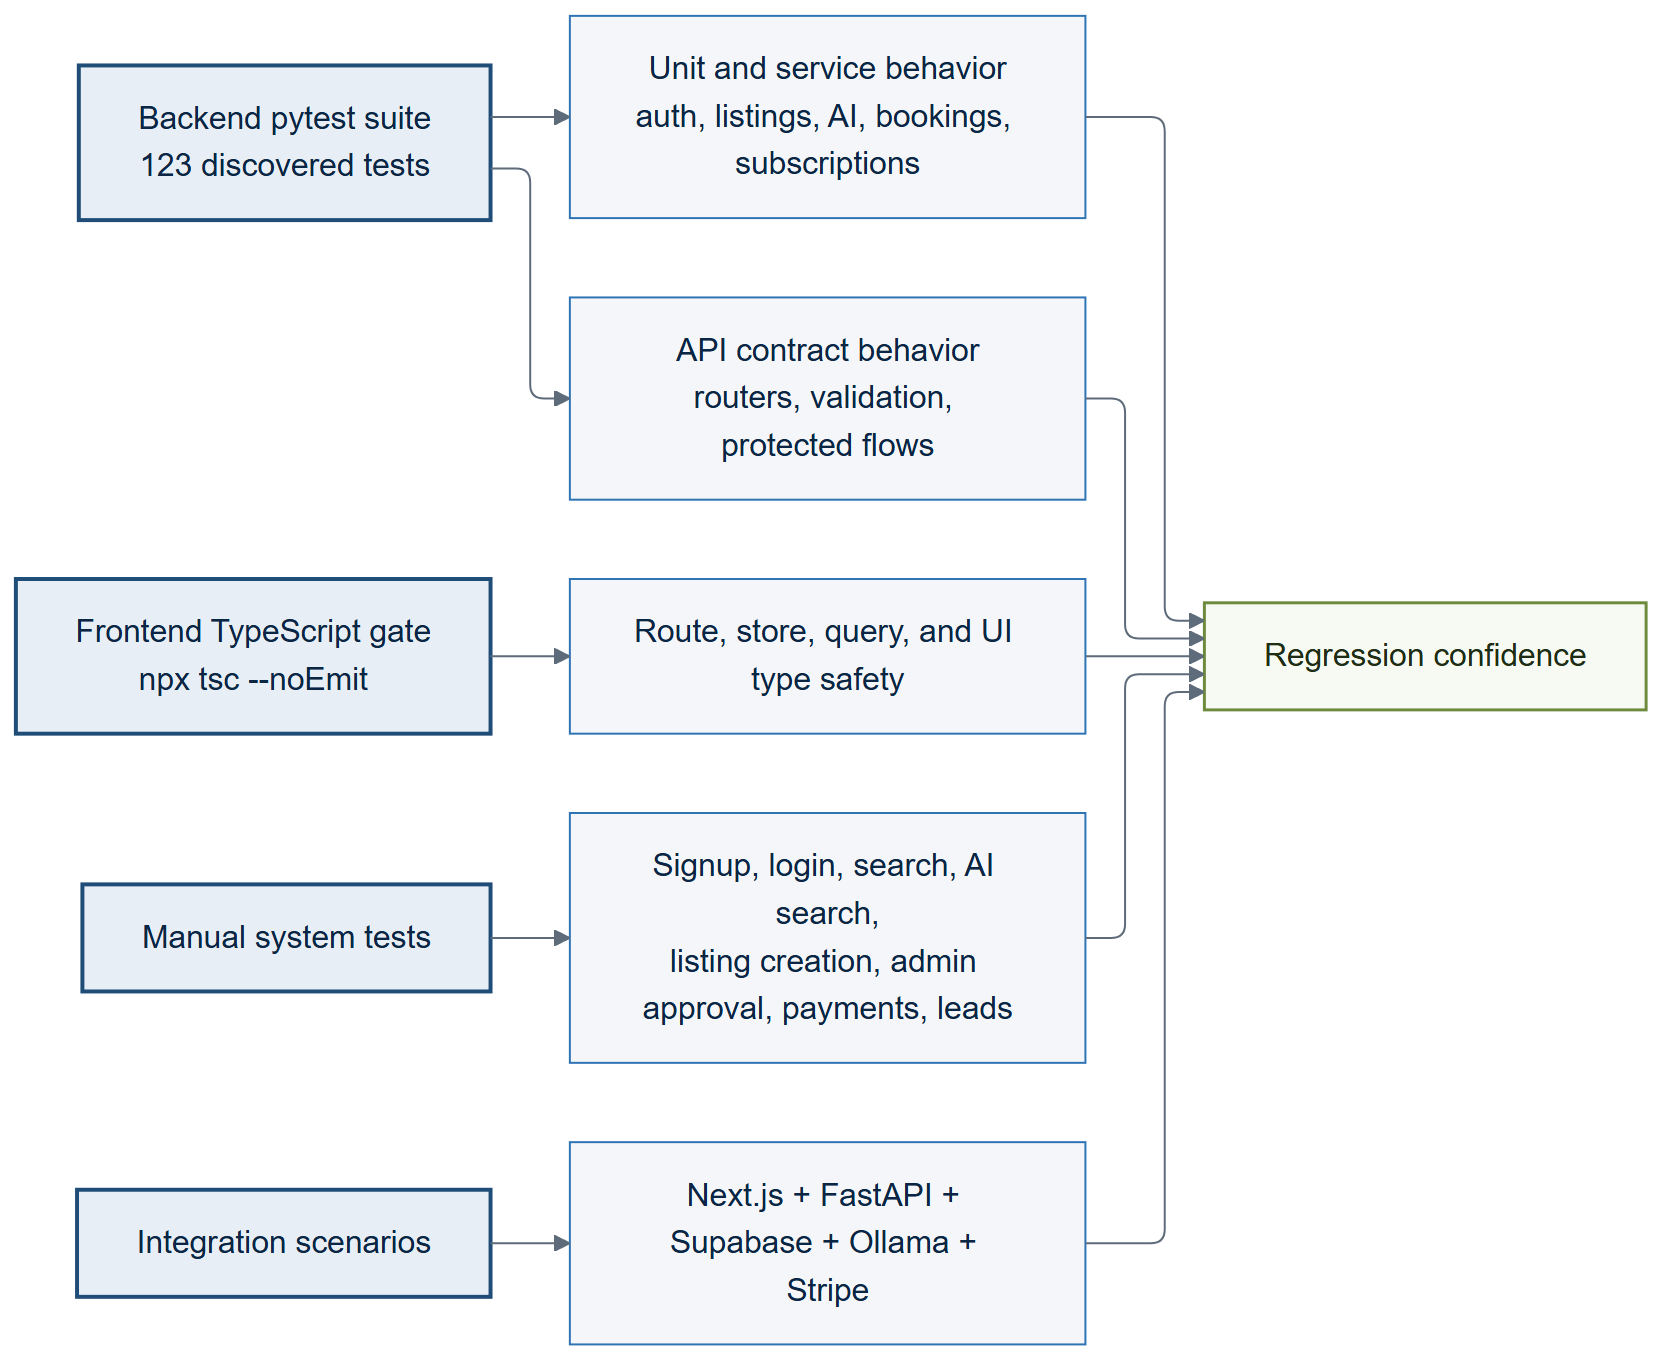 Backend pytest suite
123 discovered tests
Unit and service behavior
auth, listings, AI, bookings,
subscriptions
API contract behavior
routers, validation,
protected flows
Frontend TypeScript gate
npx tsc --noEmit
Route, store, query, and UI
type safety
Regression confidence
Manual system tests
Signup, login, search, AI
search,
listing creation, admin
approval, payments, leads
Integration scenarios
Next.js + FastAPI +
Supabase + Ollama +
Stripe